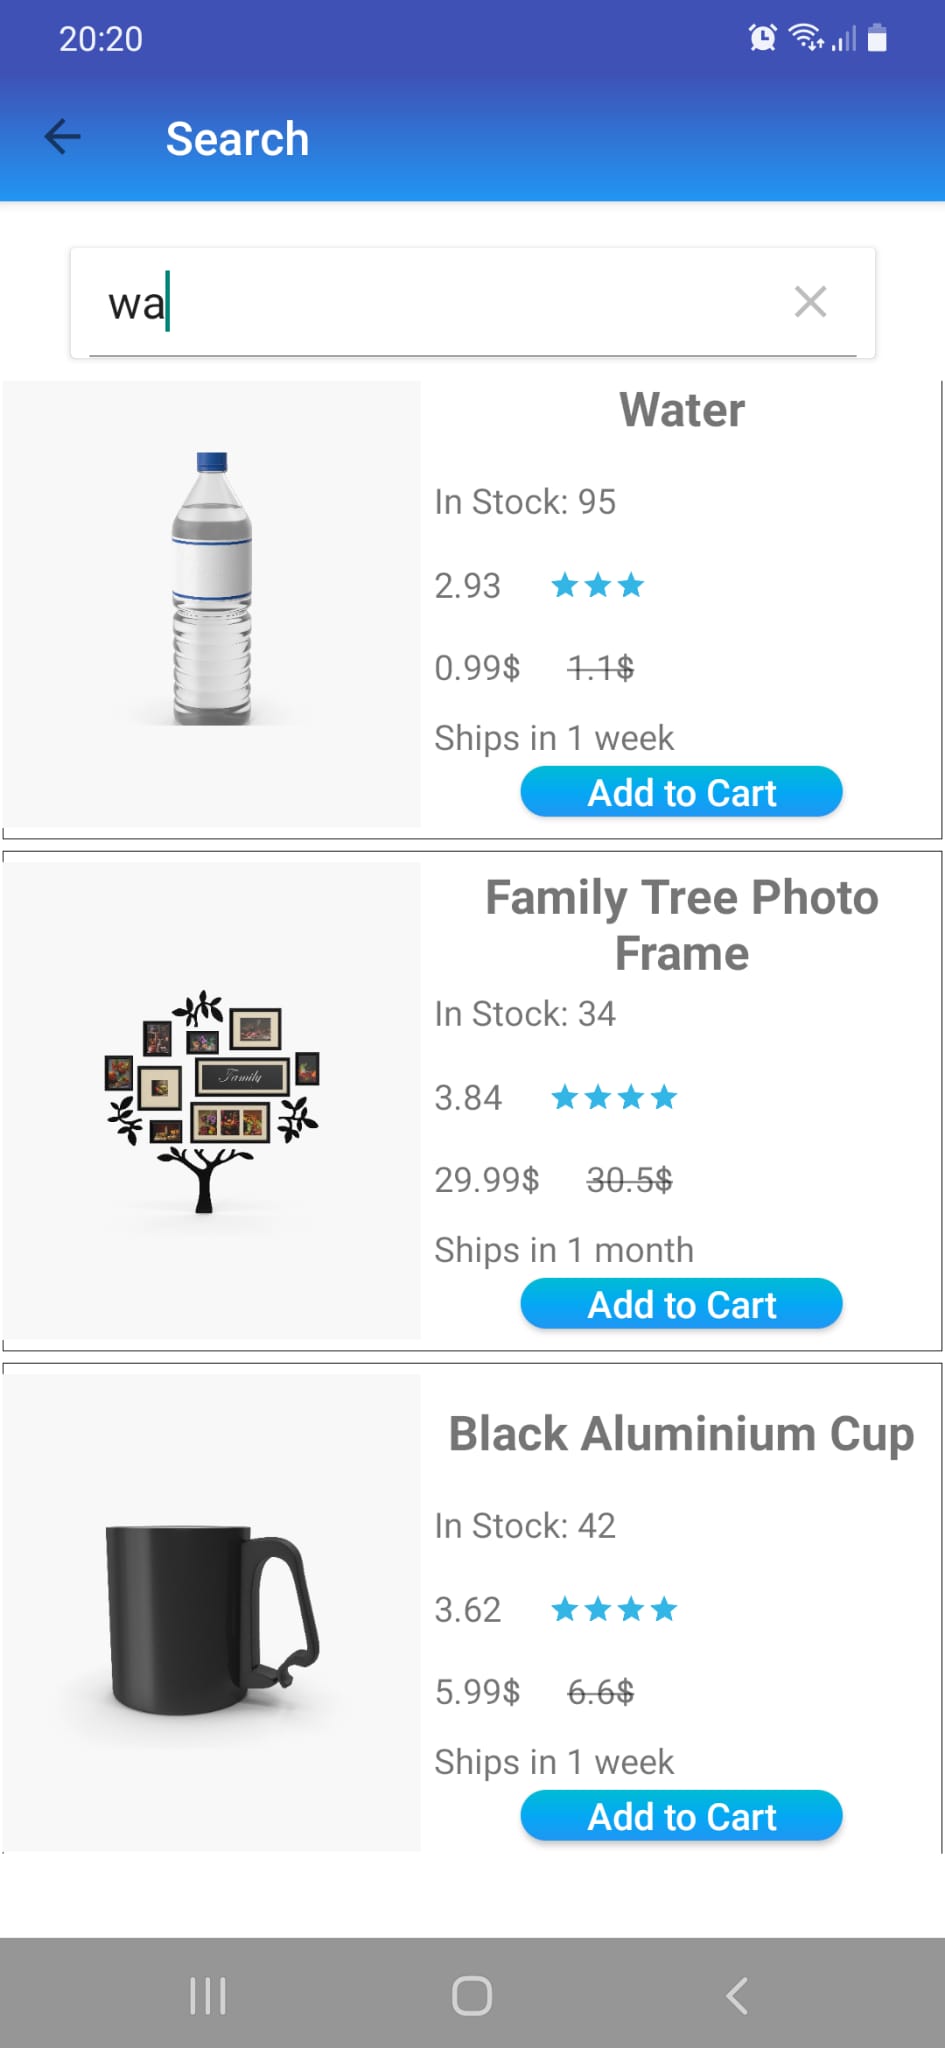 20:20
Search
wa
Water
In Stock: 95
2.93
0.99$ 1.1$
Ships in 1 week
Add to Cart
Family Tree Photo
Frame
Family
In Stock: 34
3.84
29.99$ 30.5$
Ships in 1 month
Add to Cart
Black Aluminium Cup
In Stock: 42
3.62
5.99$ 6.6$
Ships in 1 week
Add to Cart